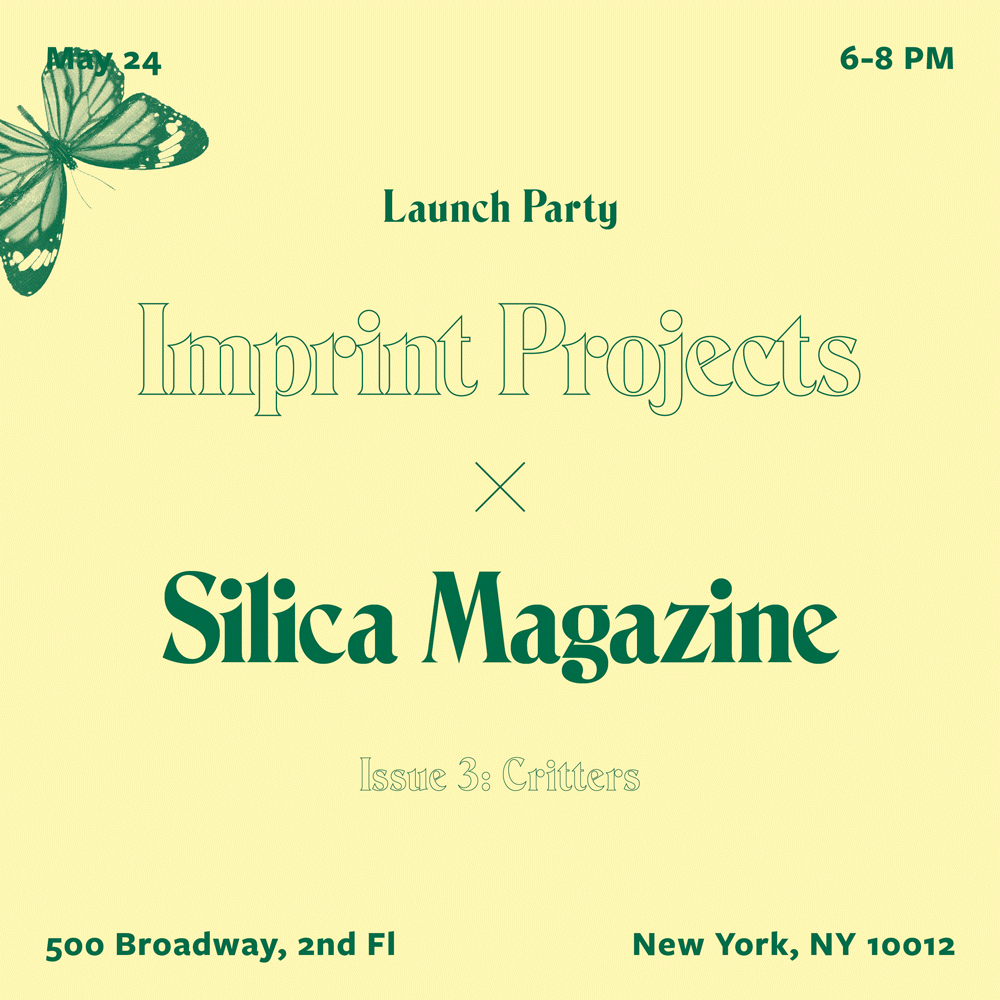 May 24
6-8 PM
Launch Party
Imprint Projects
×
Silica Magazine
Issue 3: Critters
500 Broadway, 2nd Fl
New York, NY 10012